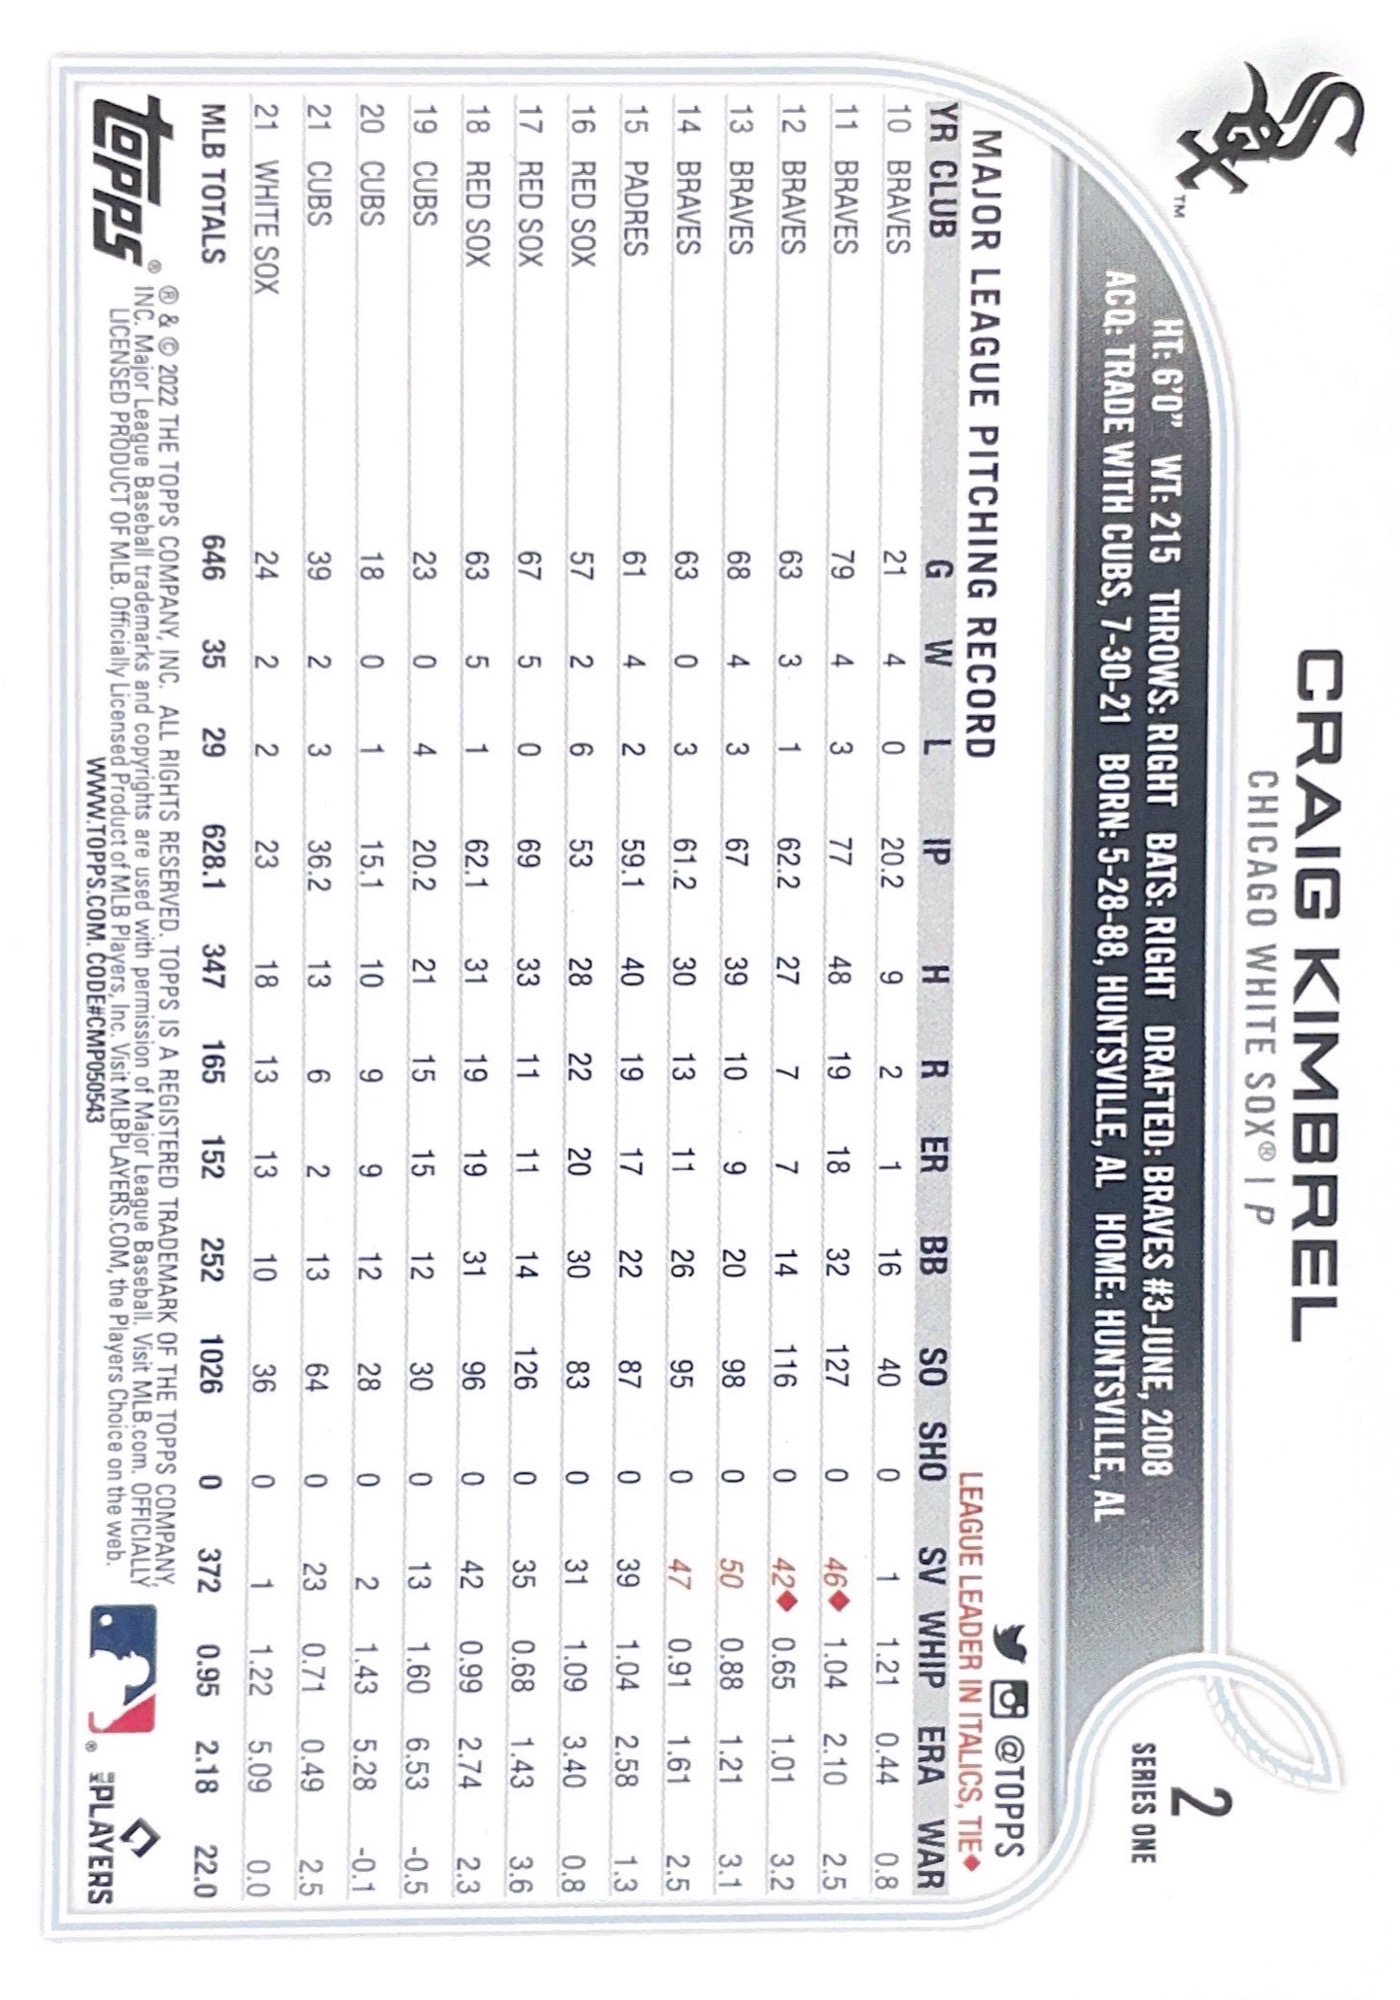 Sox™
CRAIG KIMBREL
CHICAGO WHITE SOX® | P
2
SERIES ONE
HT: 6'0" WT: 215 THROWS: RIGHT BATS: RIGHT DRAFTED: BRAVES #3-JUNE, 2008
ACQ: TRADE WITH CUBS, 7-30-21 BORN: 5-28-88, HUNTSVILLE, AL HOME: HUNTSVILLE, AL
@TOPPS
MAJOR LEAGUE PITCHING RECORD
LEAGUE LEADER IN ITALICS, TIE◆
YR CLUB G W L IP H R ER BB SO SHO SV WHIP ERA WAR
10 BRAVES 21 4 0 20.2 9 2 1 16 40 0 1 1.21 0.44 0.8
11 BRAVES 79 4 3 77 48 19 18 32 127 0 46◆ 1.04 2.10 2.5
12 BRAVES 63 3 1 62.2 27 7 7 14 116 0 42◆ 0.65 1.01 3.2
13 BRAVES 68 4 3 67 39 10 9 20 98 0 50 0.88 1.21 3.1
14 BRAVES 63 0 3 61.2 30 13 11 26 95 0 47 0.91 1.61 2.5
15 PADRES 61 4 2 59.1 40 19 17 22 87 0 39 1.04 2.58 1.3
16 RED SOX 57 2 6 53 28 22 20 30 83 0 31 1.09 3.40 0.8
17 RED SOX 67 5 0 69 33 11 11 14 126 0 35 0.68 1.43 3.6
18 RED SOX 63 5 1 62.1 31 19 19 31 96 0 42 0.99 2.74 2.3
19 CUBS 23 0 4 20.2 21 15 15 12 30 0 13 1.60 6.53 -0.5
20 CUBS 18 0 1 15.1 10 9 9 12 28 0 2 1.43 5.28 -0.1
21 CUBS 39 2 3 36.2 13 6 2 13 64 0 23 0.71 0.49 2.5
21 WHITE SOX 24 2 2 23 18 13 13 10 36 0 1 1.22 5.09 0.0
MLB TOTALS 646 35 29 628.1 347 165 152 252 1026 0 372 0.95 2.18 22.0
topps®
® & © 2022 THE TOPPS COMPANY, INC. ALL RIGHTS RESERVED. TOPPS IS A REGISTERED TRADEMARK OF THE TOPPS COMPANY,
INC. Major League Baseball trademarks and copyrights are used with permission of Major League Baseball. Visit MLB.com. OFFICIALLY
LICENSED PRODUCT OF MLB. Officially Licensed Product of MLB Players, Inc. Visit MLBPLAYERS.COM, the Players Choice on the web.
WWW.TOPPS.COM. CODE#CMP050543
®
MLB PLAYERS